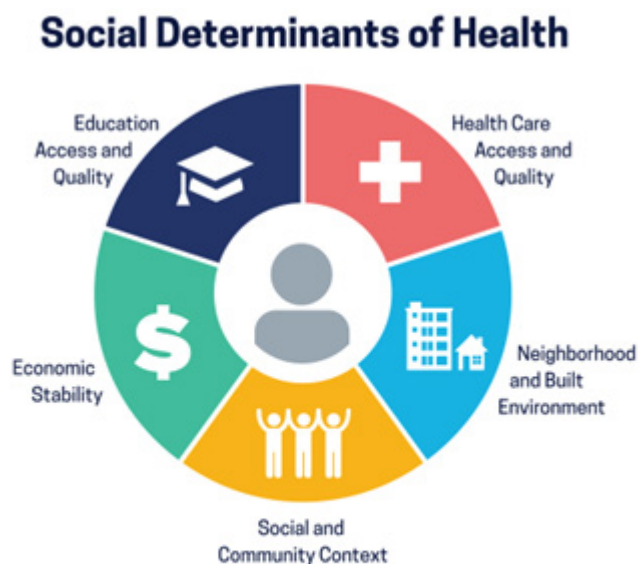 Social Determinants of Health
Education
Access and
Quality
Health Care
Access and
Quality
Economic
Stability
Neighborhood
and Built
Environment
Social and
Community Context